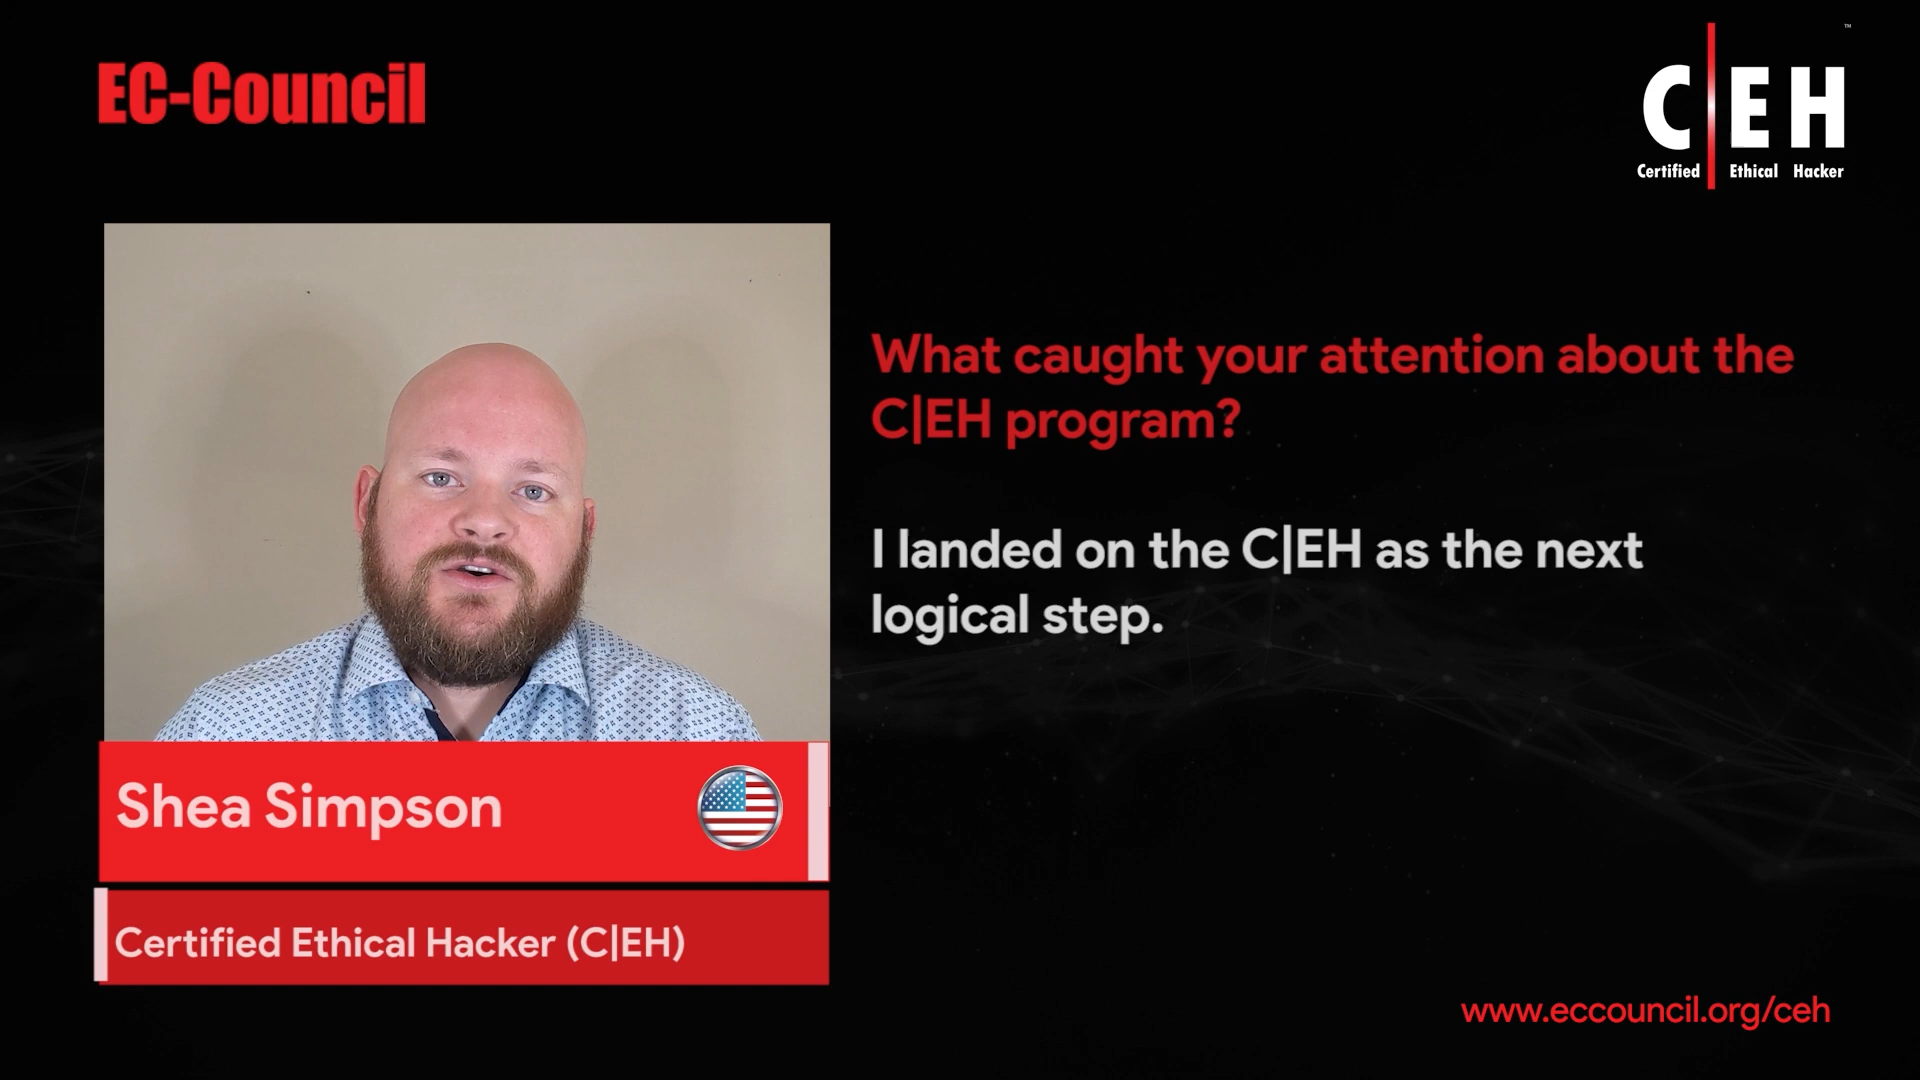 EC-Council
C|EH
™
Certified Ethical Hacker
What caught your attention about the
C|EH program?
I landed on the C|EH as the next
logical step.
Shea Simpson
Certified Ethical Hacker (C|EH)
www.eccouncil.org/ceh